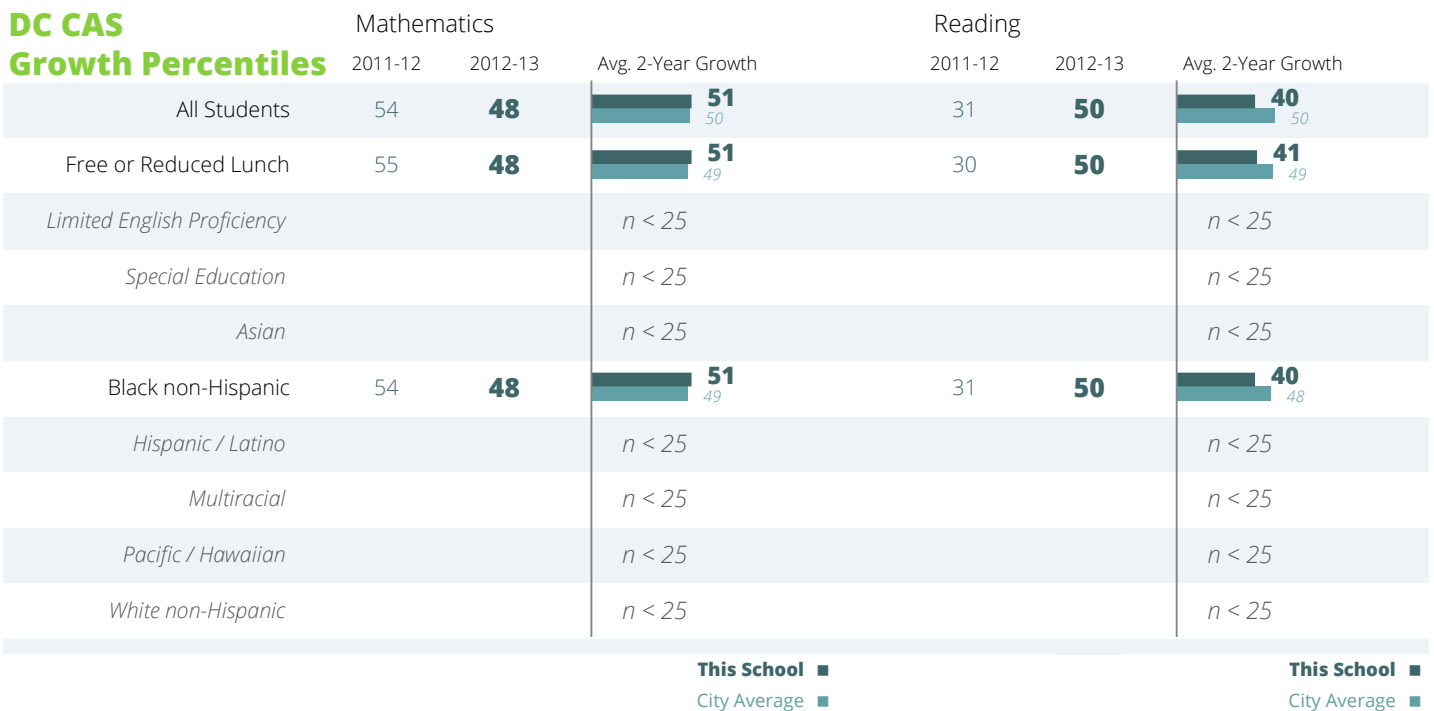 DC CAS
Growth Percentiles
Mathematics Reading
2011-12 2012-13 Avg. 2-Year Growth 2011-12 2012-13 Avg. 2-Year Growth
All Students 54 48 51 50 31 50 40 50
Free or Reduced Lunch 55 48 51 49 30 50 41 49
Limited English Proficiency n < 25 n < 25
Special Education n < 25 n < 25
Asian n < 25 n < 25
Black non-Hispanic 54 48 51 49 31 50 40 48
Hispanic / Latino n < 25 n < 25
Multiracial n < 25 n < 25
Pacific / Hawaiian n < 25 n < 25
White non-Hispanic n < 25 n < 25
This School This School
City Average City Average